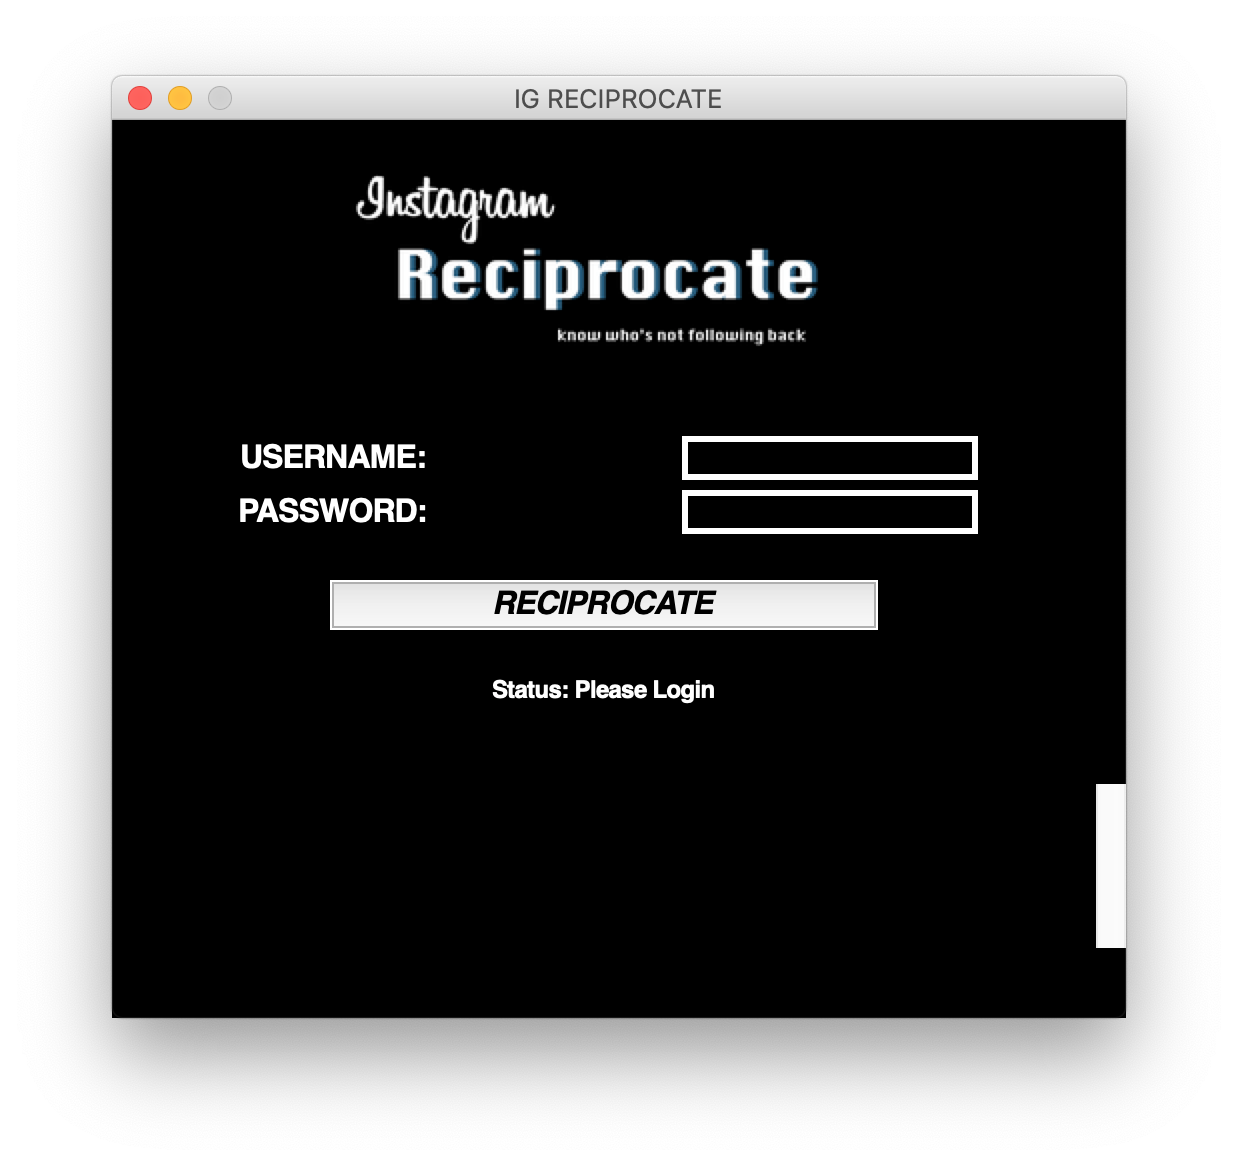 IG RECIPROCATE
Instagram
Reciprocate
know who's not following back
USERNAME:
PASSWORD:
RECIPROCATE
Status: Please Login